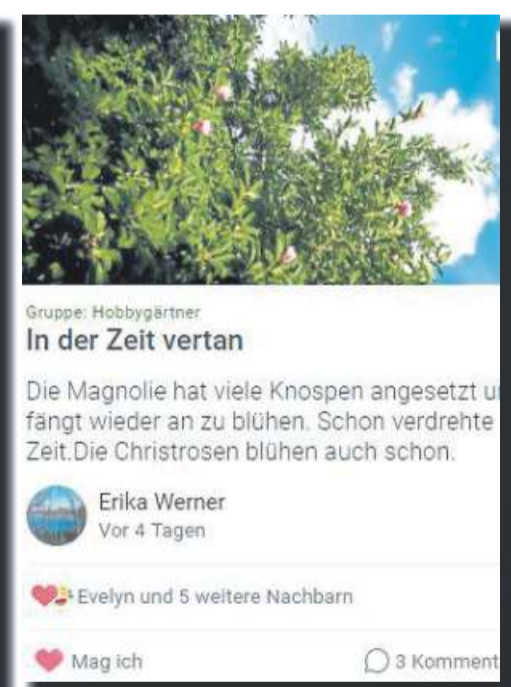 Gruppe: Hobbygärtner
In der Zeit vertan
Die Magnolie hat viele Knospen angesetzt
fängt wieder an zu blühen. Schon verdrehte
Zeit.Die Christrosen blühen auch schon.
Erika Werner
Vor 4 Tagen
Evelyn und 5 weitere Nachbarn
Mag ich
3 Komment